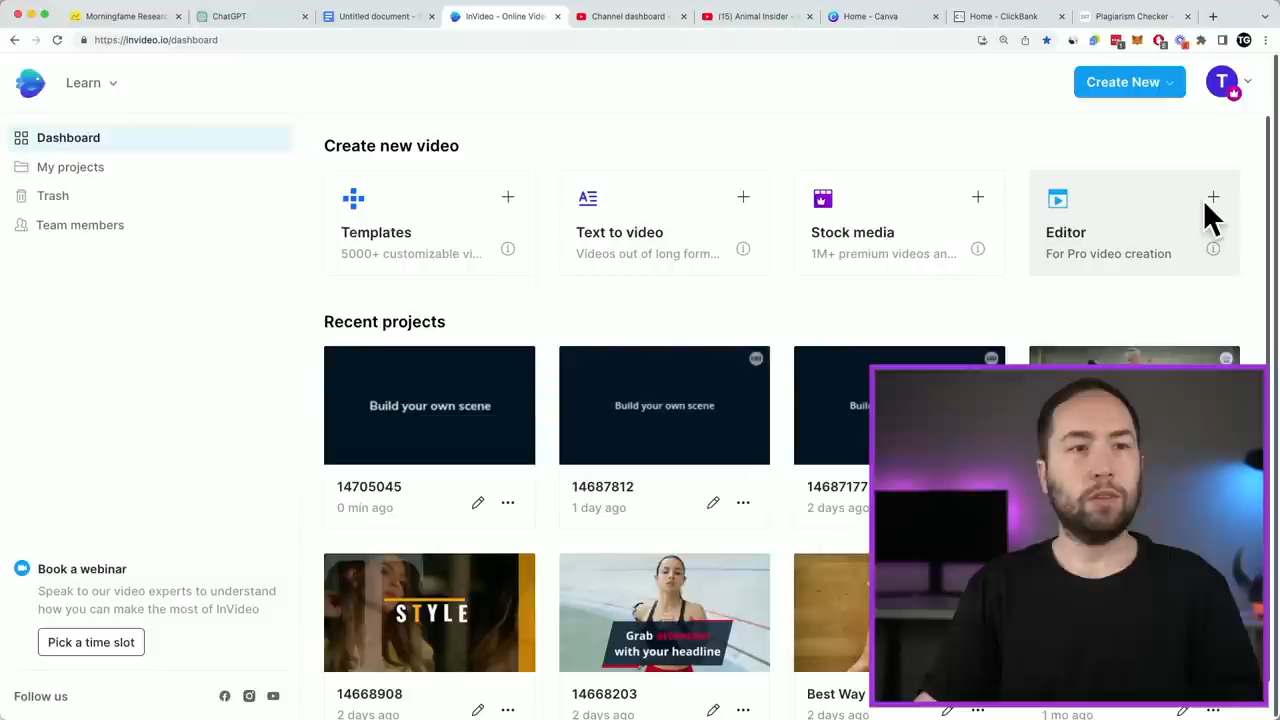 Morningfame Researc
ChatGPT
Untitled document -
InVideo - Online Vide
Channel dashboard -
(15) Animal Insider -
Home - Canva
Home - ClickBank
Plagiarism Checker -
https://invideo.io/dashboard
TG
Learn
Create New
T
Dashboard
My projects
Trash
Team members
Create new video
Templates
5000+ customizable vi...
Text to video
Videos out of long form...
Stock media
1M+ premium videos an...
Editor
For Pro video creation
Recent projects
Build your own scene
Build your own scene
14705045
0 min ago
14687812
1 day ago
14687177
2 days ago
STYLE
Grab attention
with your headline
14668908
2 days ago
14668203
2 days ago
Best Way
1 mo ago
Book a webinar
Speak to our video experts to understand
how you can make the most of InVideo
Pick a time slot
Follow us